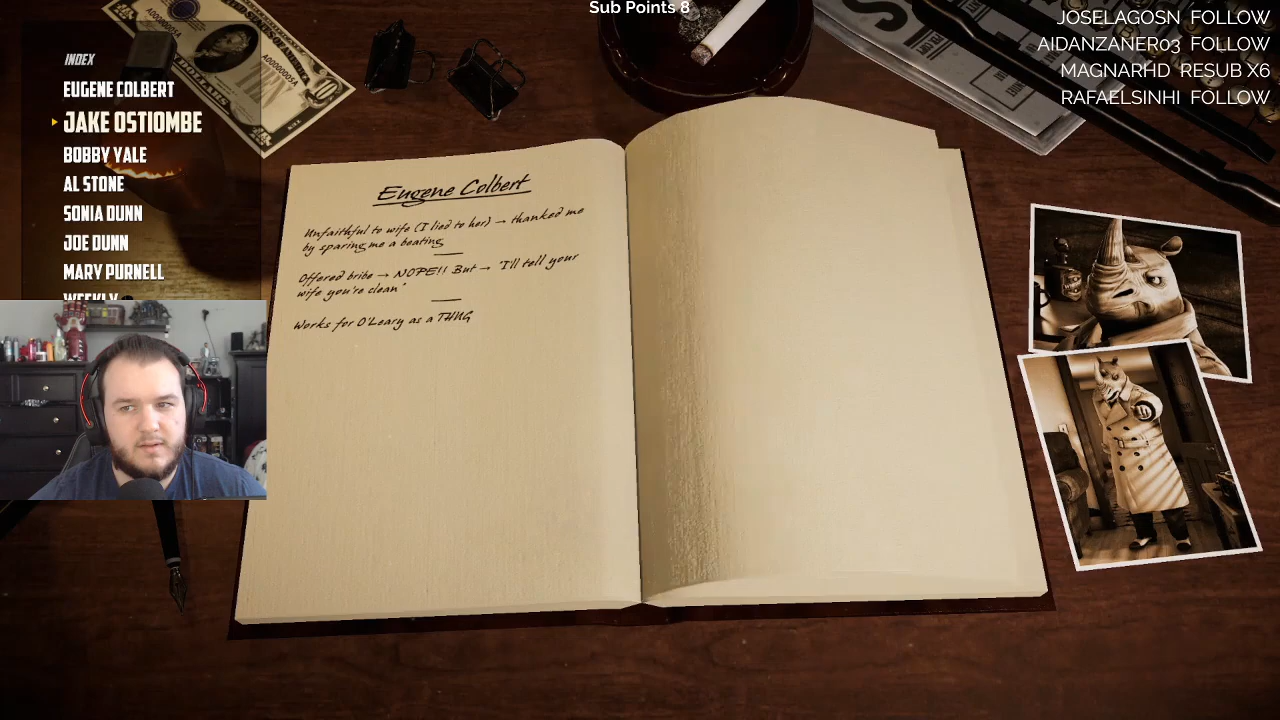 Sub Points 8
JOSELAGOSN FOLLOW
AIDANZANER03 FOLLOW
MAGNARHD RESUB X6
RAFAELSINHI FOLLOW
INDEX
EUGENE COLBERT
JAKE OSTIOMBE
BOBBY YALE
AL STONE
SONIA DUNN
JOE DUNN
MARY PURNELL
WEEKLY
Eugene Colbert
Unfaithful to wife (I lied to her) → thanked me
by sparing me a beating
Offered bribe → NOPE!! But → "I'll tell your
wife you're clean"
Works for O'Leary as a THUG